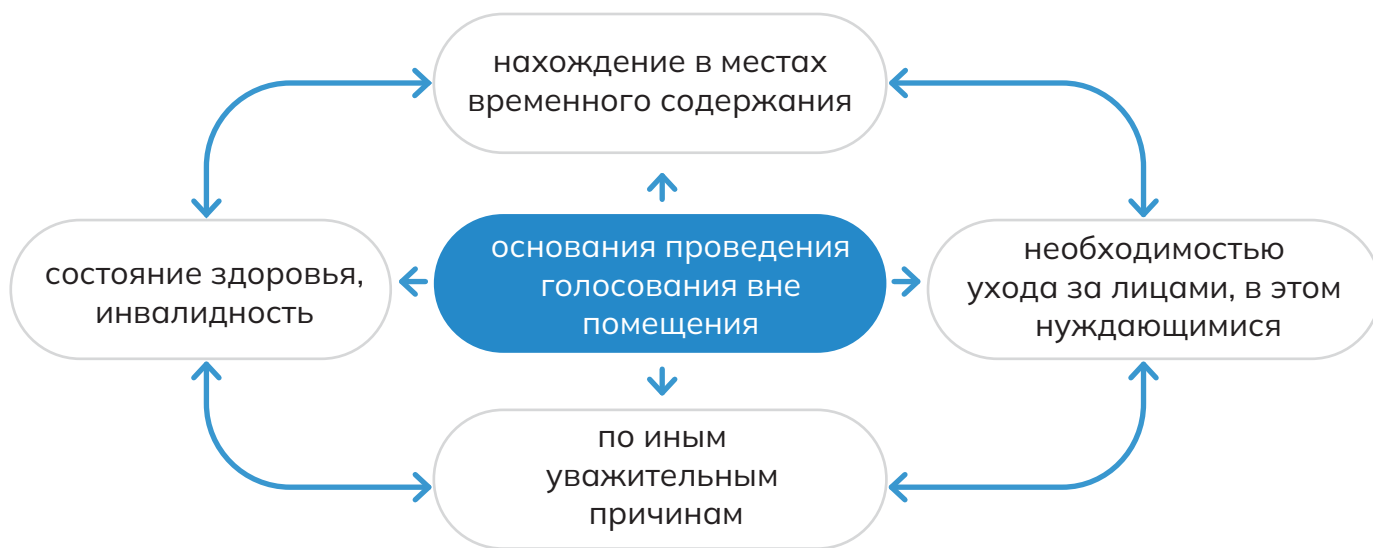 нахождение в местах
временного содержания
состояние здоровья,
инвалидность
основания проведения
голосования вне
помещения
необходимостью
ухода за лицами, в этом
нуждающимися
по иным
уважительным
причинам